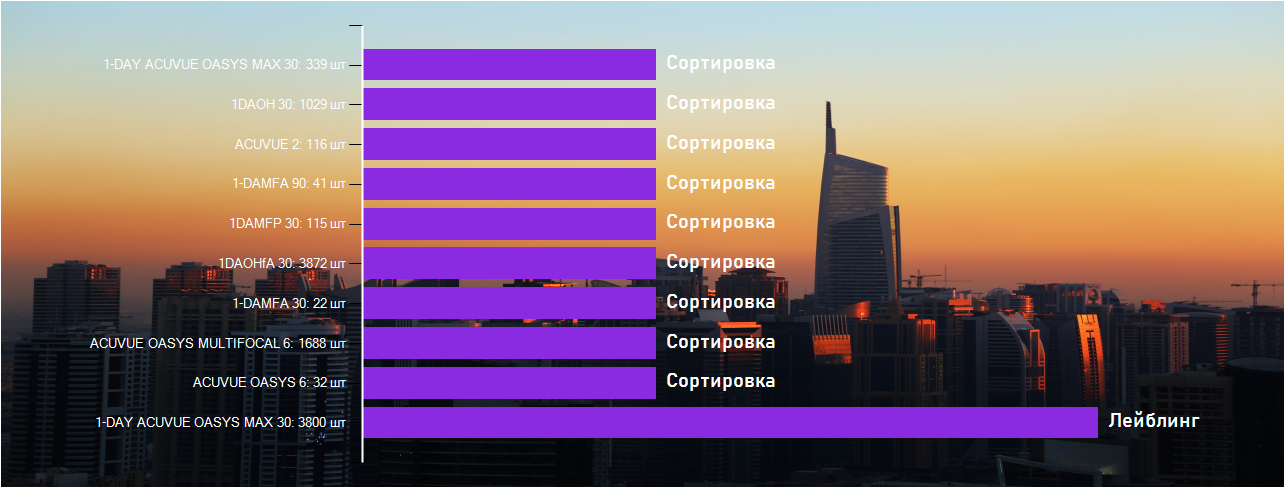 1-DAY ACUVUE OASYS MAX 30: 339 шт Сортировка
1DAOH 30: 1029 шт Сортировка
ACUVUE 2: 116 шт Сортировка
1-DAMFA 90: 41 шт Сортировка
1DAMFP 30: 115 шт Сортировка
1DAOHfA 30: 3872 шт Сортировка
1-DAMFA 30: 22 шт Сортировка
ACUVUE OASYS MULTIFOCAL 6: 1688 шт Сортировка
ACUVUE OASYS 6: 32 шт Сортировка
1-DAY ACUVUE OASYS MAX 30: 3800 шт Лейблинг